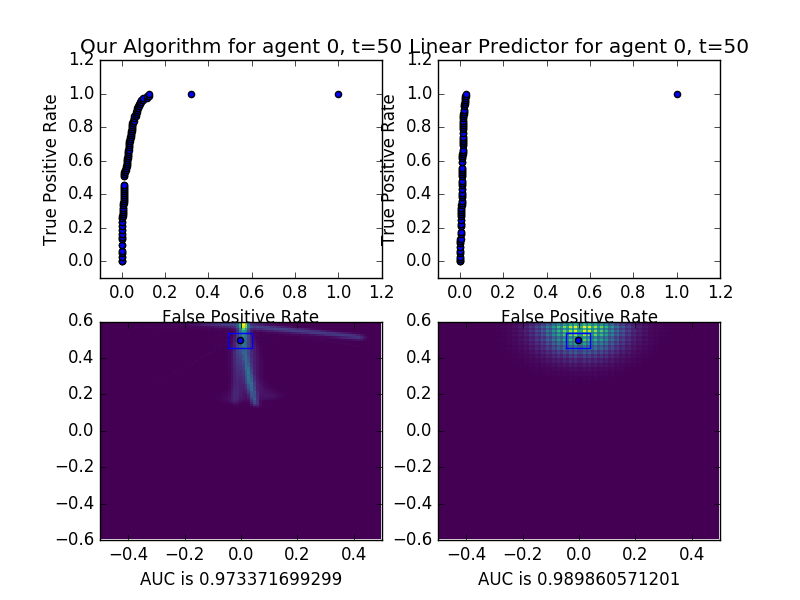 Our Algorithm for agent 0, t=50
Linear Predictor for agent 0, t=50
1.2
1.0
0.8
0.6
0.4
0.2
0.0
True Positive Rate
0.0 0.2 0.4 0.6 0.8 1.0 1.2
False Positive Rate
1.2
1.0
0.8
0.6
0.4
0.2
0.0
True Positive Rate
0.0 0.2 0.4 0.6 0.8 1.0 1.2
False Positive Rate
0.6
0.4
0.2
0.0
−0.2
−0.4
−0.6
−0.4 −0.2 0.0 0.2 0.4
AUC is 0.973371699299
0.6
0.4
0.2
0.0
−0.2
−0.4
−0.6
−0.4 −0.2 0.0 0.2 0.4
AUC is 0.989860571201